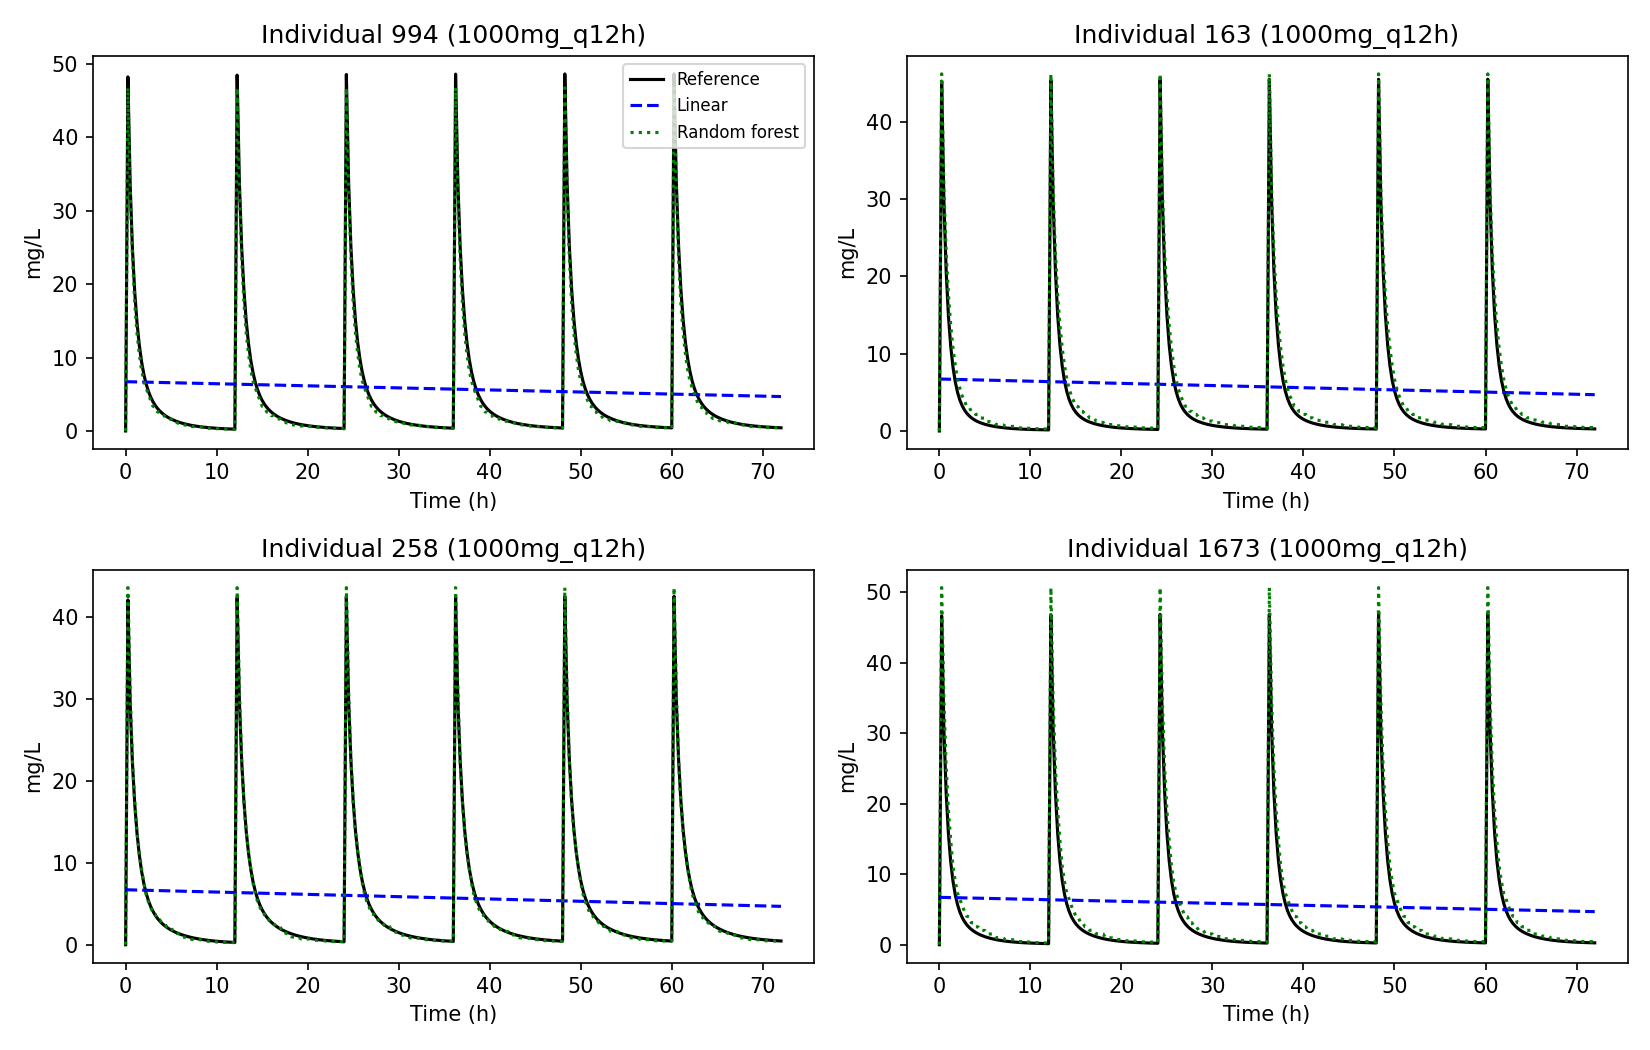 Individual 994 (1000mg_q12h)
50
40
30
20
10
0
mg/L
0 10 20 30 40 50 60 70
Time (h)
Reference
Linear
Random forest
Individual 163 (1000mg_q12h)
40
30
20
10
0
mg/L
0 10 20 30 40 50 60 70
Time (h)
Individual 258 (1000mg_q12h)
40
30
20
10
0
mg/L
0 10 20 30 40 50 60 70
Time (h)
Individual 1673 (1000mg_q12h)
50
40
30
20
10
0
mg/L
0 10 20 30 40 50 60 70
Time (h)